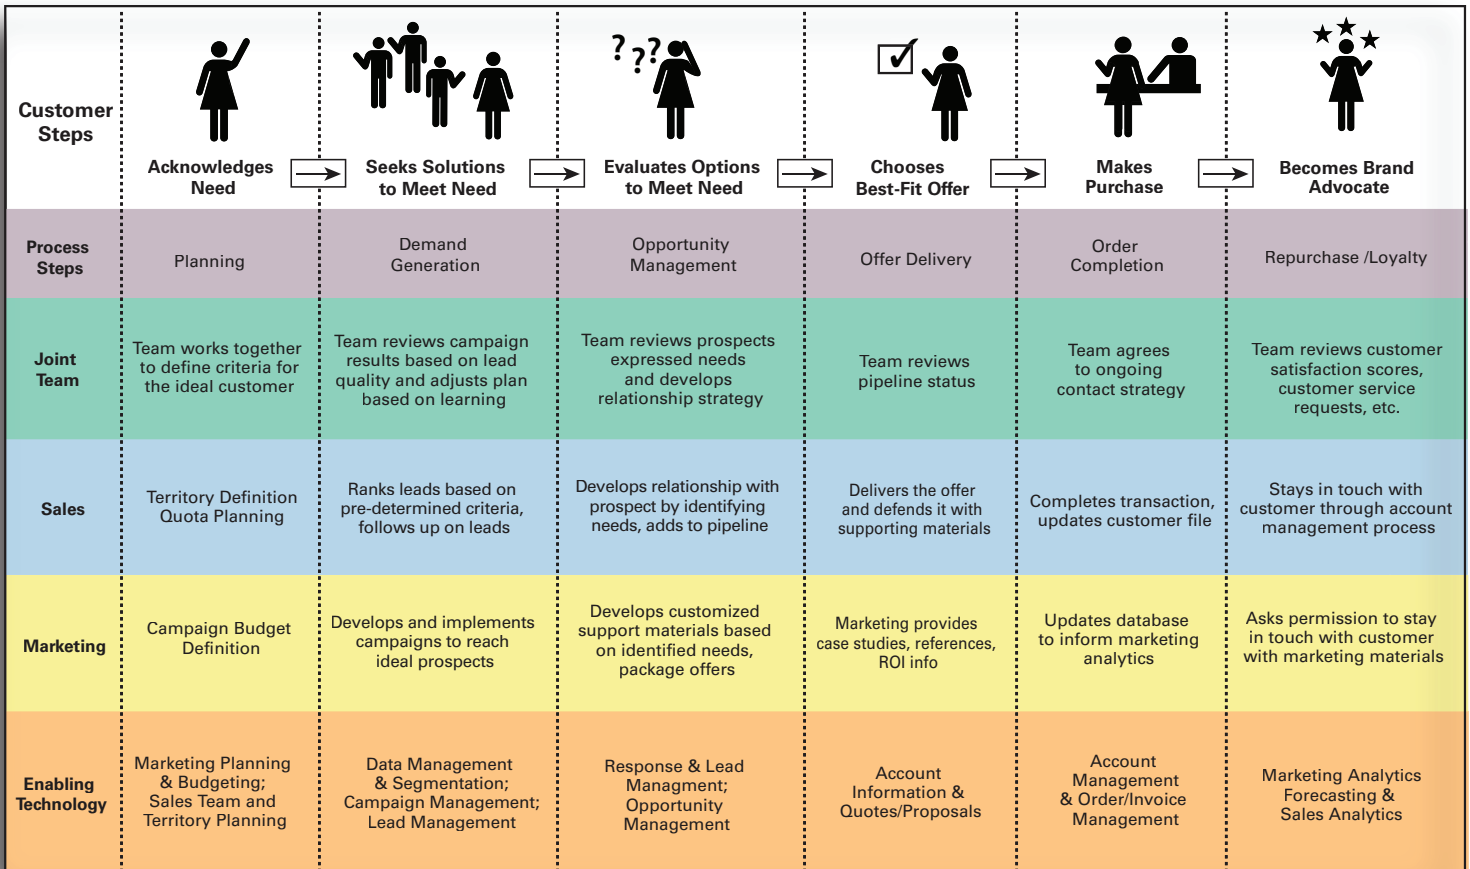 Customer
Steps
?
?
?
Acknowledges
Need
Seeks Solutions
to Meet Need
Evaluates Options
to Meet Need
Chooses
Best-Fit Offer
Makes
Purchase
Becomes Brand
Advocate
Process
Steps
Planning
Demand
Generation
Opportunity
Management
Offer Delivery
Order
Completion
Repurchase /Loyalty
Joint
Team
Team works together
to define criteria for
the ideal customer
Team reviews campaign
results based on lead
quality and adjusts plan
based on learning
Team reviews prospects
expressed needs
and develops
relationship strategy
Team reviews
pipeline status
Team agrees
to ongoing
contact strategy
Team reviews customer
satisfaction scores,
customer service
requests, etc.
Sales
Territory Definition
Quota Planning
Ranks leads based on
pre-determined criteria,
follows up on leads
Develops relationship with
prospect by identifying
needs, adds to pipeline
Delivers the offer
and defends it with
supporting materials
Completes transaction,
updates customer file
Stays in touch with
customer through account
management process
Marketing
Campaign Budget
Definition
Develops and implements
campaigns to reach
ideal prospects
Develops customized
support materials based
on identified needs,
package offers
Marketing provides
case studies, references,
ROI info
Updates database
to inform marketing
analytics
Asks permission to stay
in touch with customer
with marketing materials
Enabling
Technology
Marketing Planning
& Budgeting;
Sales Team and
Territory Planning
Data Management
& Segmentation;
Campaign Management;
Lead Management
Response & Lead
Managment;
Opportunity
Management
Account
Information &
Quotes/Proposals
Account
Management
& Order/Invoice
Management
Marketing Analytics
Forecasting &
Sales Analytics